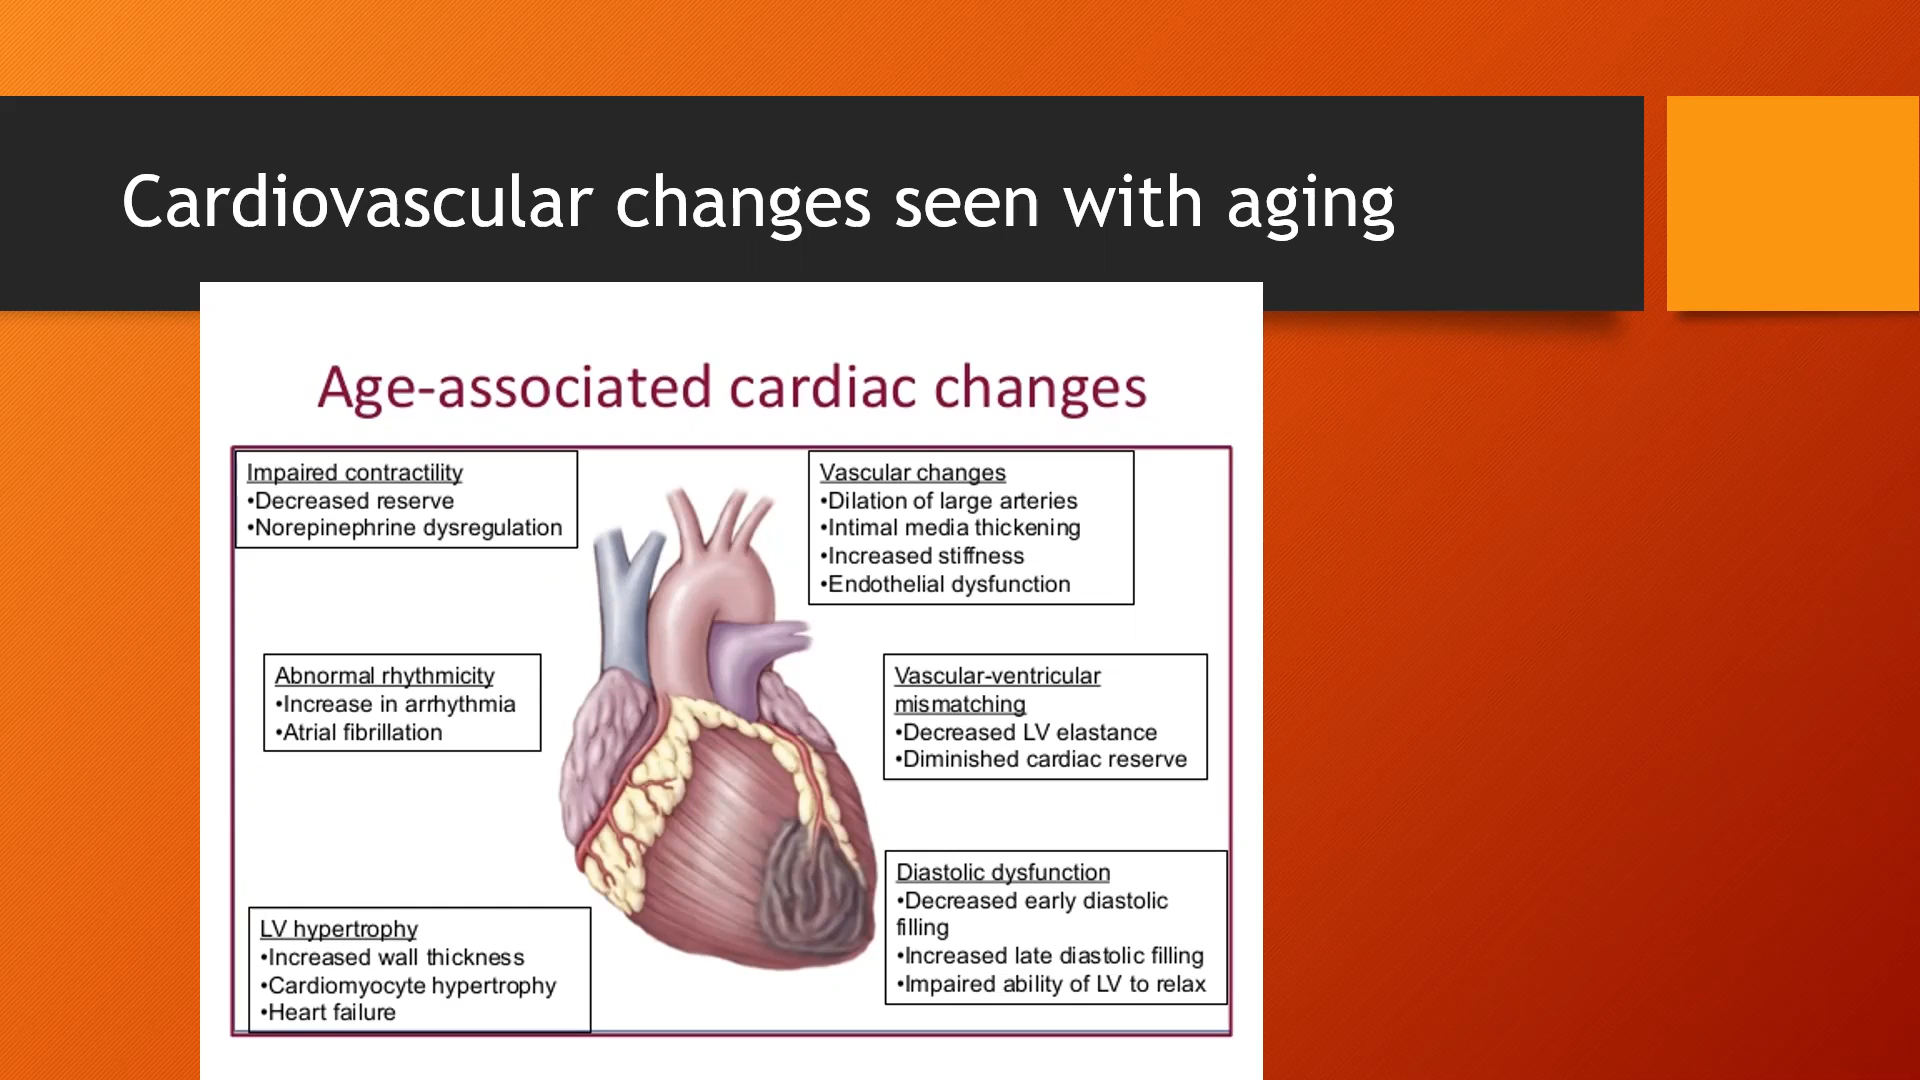 Cardiovascular changes seen with aging
Age-associated cardiac changes
Impaired contractility
•Decreased reserve
•Norepinephrine dysregulation
Vascular changes
•Dilation of large arteries
•Intimal media thickening
•Increased stiffness
•Endothelial dysfunction
Abnormal rhythmicity
•Increase in arrhythmia
•Atrial fibrillation
Vascular-ventricular
mismatching
•Decreased LV elastance
•Diminished cardiac reserve
LV hypertrophy
•Increased wall thickness
•Cardiomyocyte hypertrophy
•Heart failure
Diastolic dysfunction
•Decreased early diastolic
filling
•Increased late diastolic filling
•Impaired ability of LV to relax